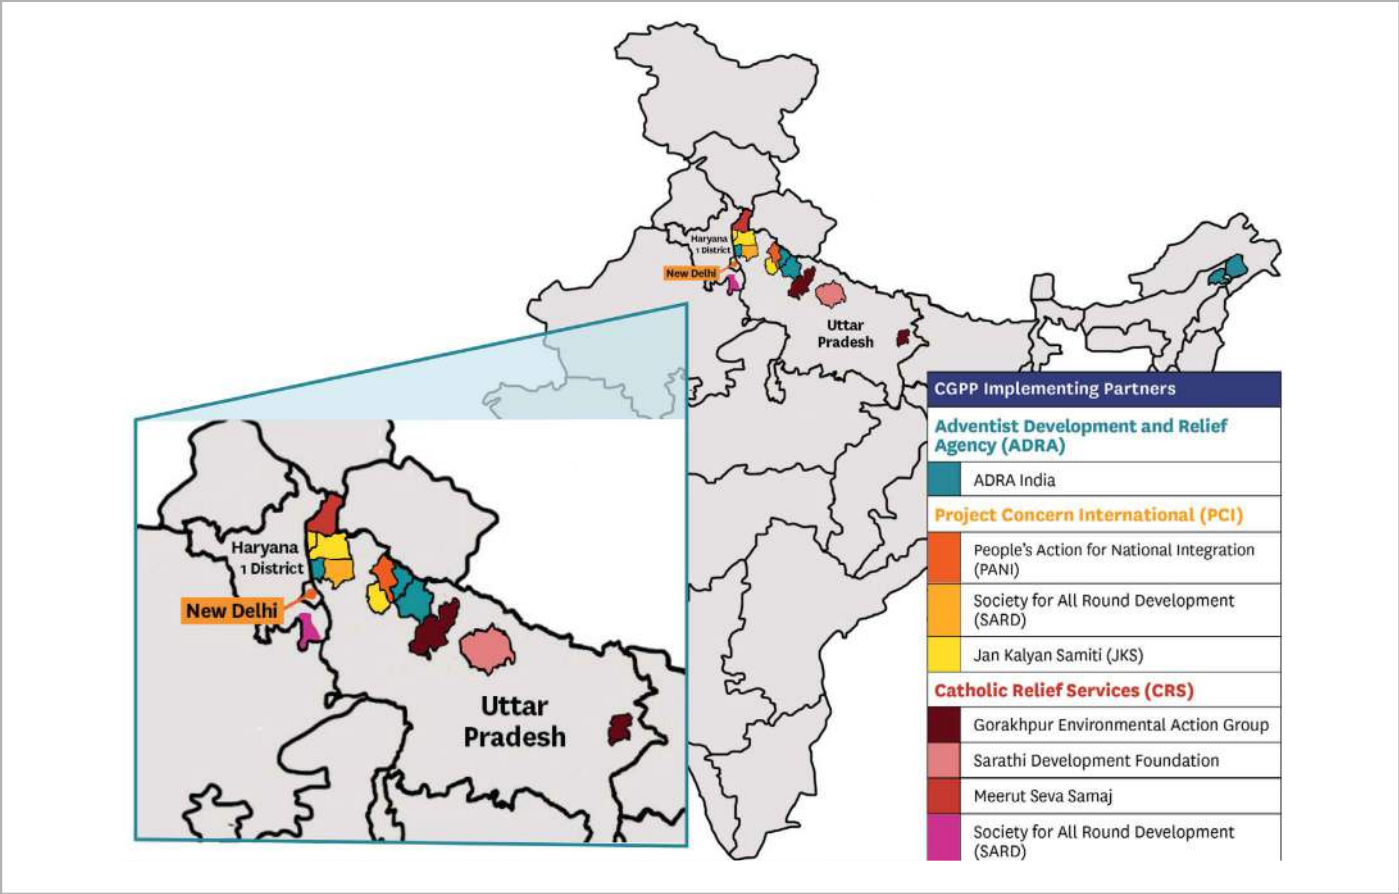 Haryana
1 District
New Delhi
Uttar
Pradesh
Haryana
1 District
New Delhi
Uttar
Pradesh
CGPP Implementing Partners
Adventist Development and Relief
Agency (ADRA)
ADRA India
Project Concern International (PCI)
People's Action for National Integration
(PANI)
Society for All Round Development
(SARD)
Jan Kalyan Samiti (JKS)
Catholic Relief Services (CRS)
Gorakhpur Environmental Action Group
Sarathi Development Foundation
Meerut Seva Samaj
Society for All Round Development
(SARD)